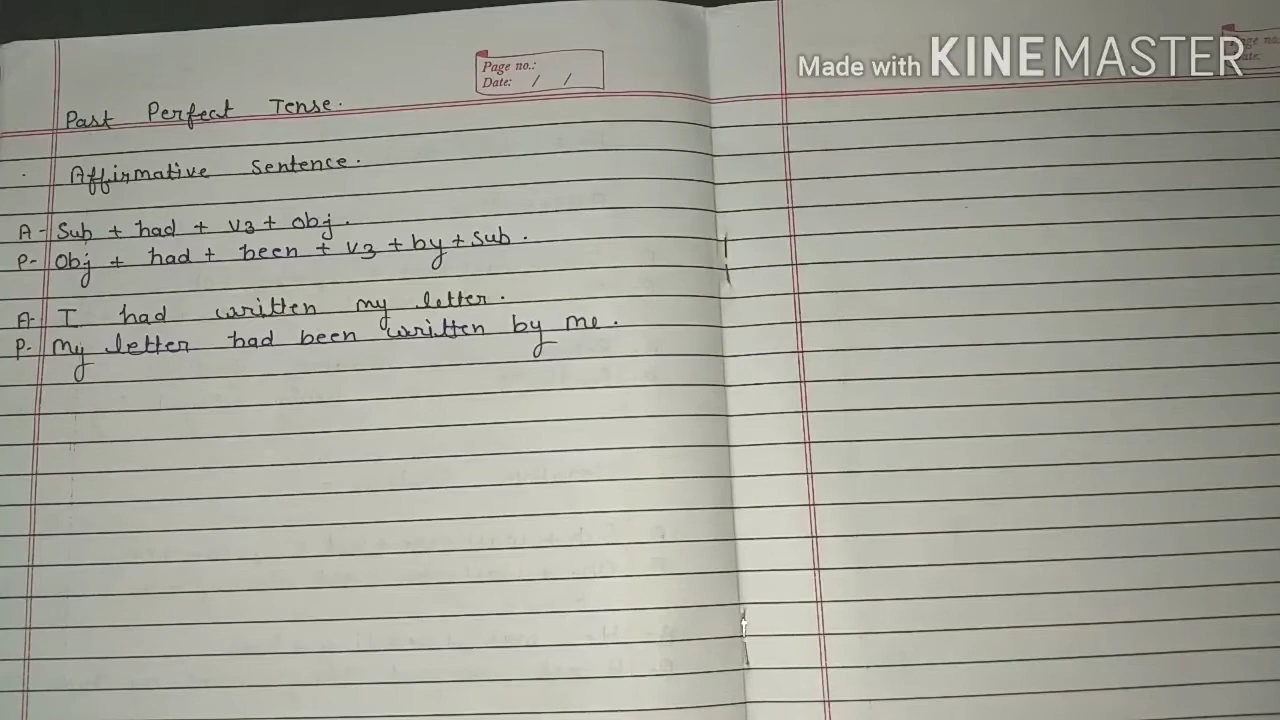 Made with KINEMASTER
Page no.:
Date: / /
Past Perfect Tense.
Affirmative Sentence.
A- Sub + had + V3 + Obj.
P- Obj + had + been + V3 + by + Sub.
A- I had written my letter.
P- My letter had been written by me.